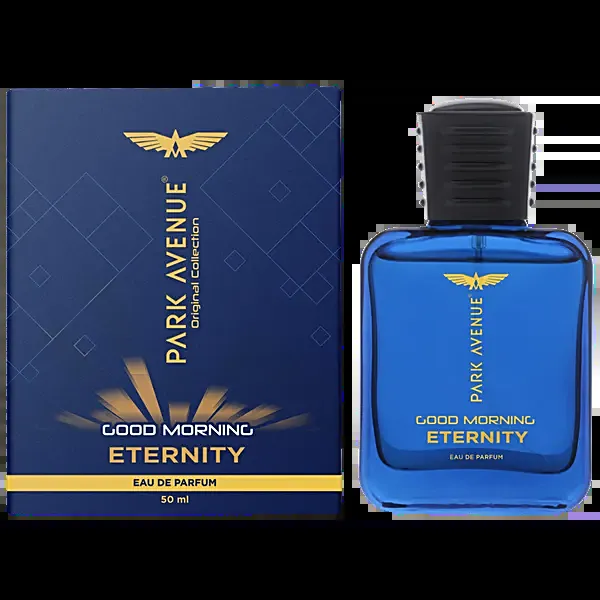 PARK AVENUE®
Original Collection
GOOD MORNING
ETERNITY
EAU DE PARFUM
50 ml
PARK AVENUE
GOOD MORNING
ETERNITY
EAU DE PARFUM